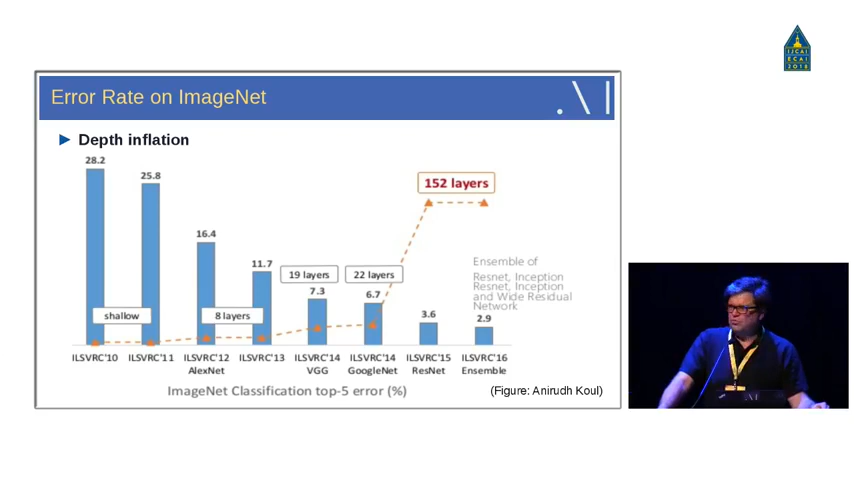 IJCAI
ECAI
2018
Error Rate on ImageNet
.\|
► Depth inflation
28.2
25.8
16.4
11.7
7.3
6.7
3.6
2.9
152 layers
19 layers
22 layers
shallow
8 layers
Ensemble of
Resnet, Inception
Resnet, Inception
and Wide Residual
Network
ILSVRC'10 ILSVRC'11 ILSVRC'12 ILSVRC'13 ILSVRC'14 ILSVRC'14 ILSVRC'15 ILSVRC'16
AlexNet VGG GoogleNet ResNet Ensemble
ImageNet Classification top-5 error (%)
(Figure: Anirudh Koul)